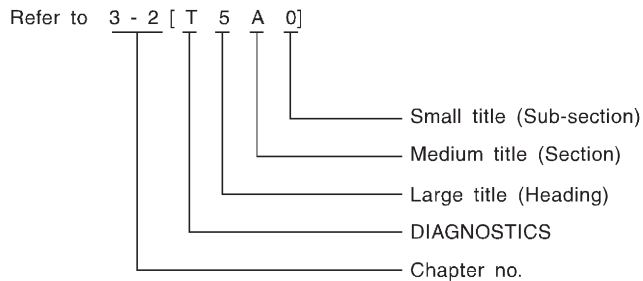 Refer to 3 - 2 [ T 5 A 0]
Small title (Sub-section)
Medium title (Section)
Large title (Heading)
DIAGNOSTICS
Chapter no.